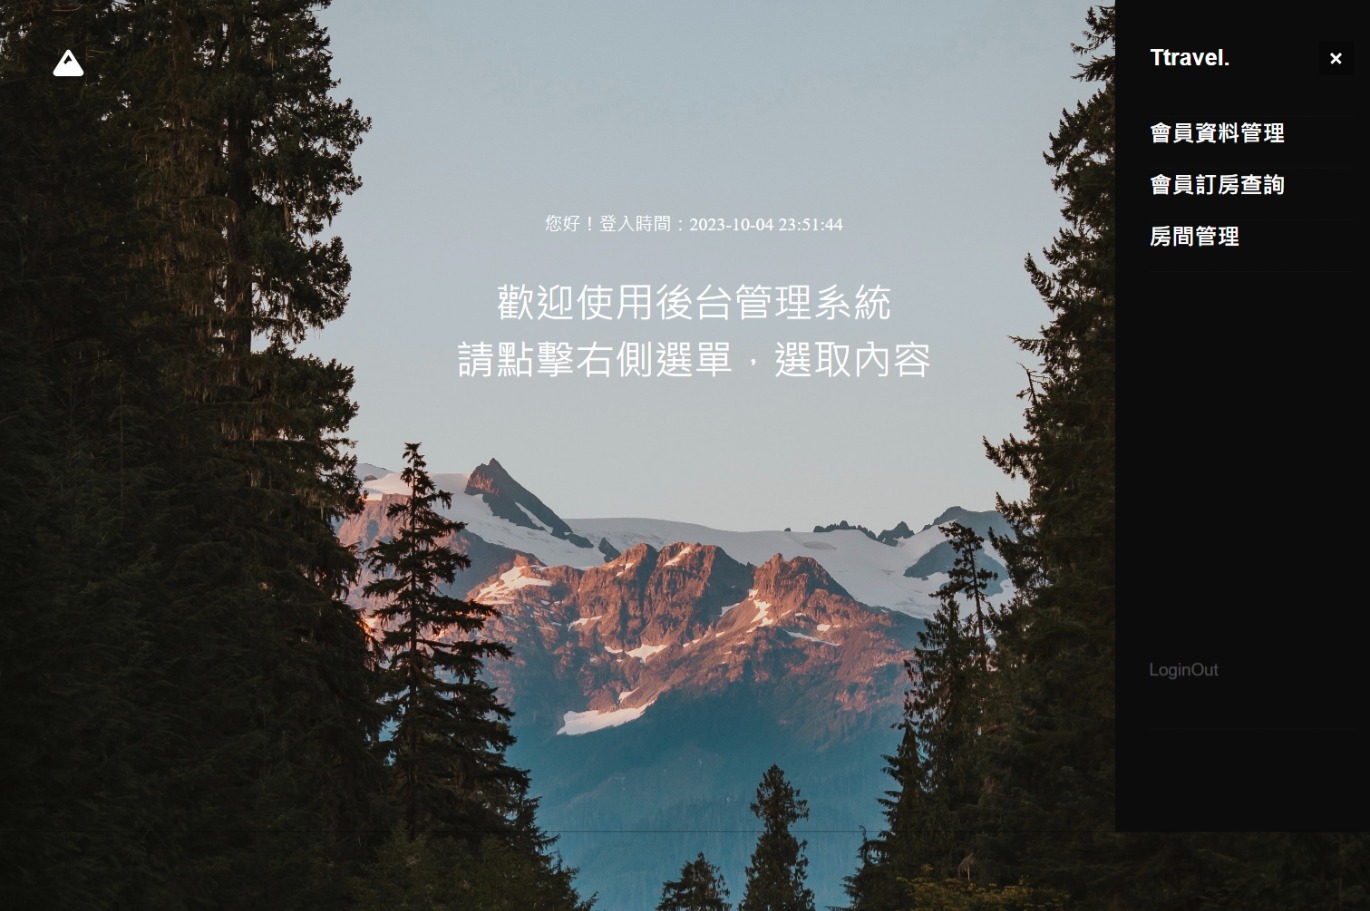 Ttravel.
×
會員資料管理
會員訂房查詢
房間管理
您好！登入時間：2023-10-04 23:51:44
歡迎使用後台管理系統
請點擊右側選單，選取內容
LoginOut